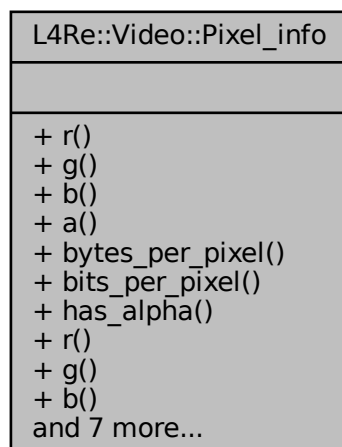 L4Re::Video::Pixel_info
+ r()
+ g()
+ b()
+ a()
+ bytes_per_pixel()
+ bits_per_pixel()
+ has_alpha()
+ r()
+ g()
+ b()
and 7 more...